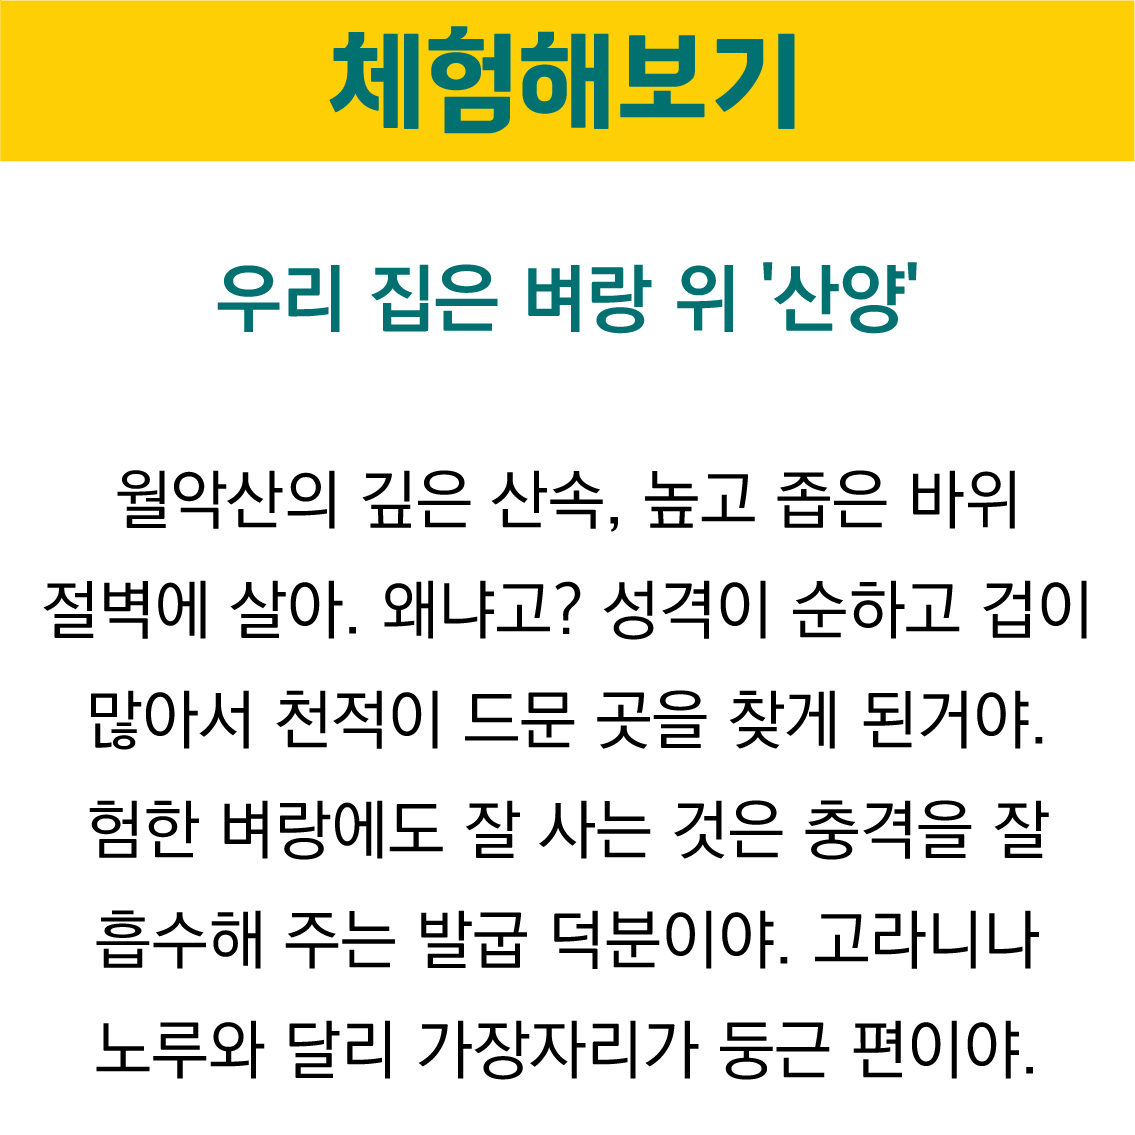 체험해보기
우리 집은 벼랑 위 '산양'
월악산의 깊은 산속, 높고 좁은 바위
절벽에 살아. 왜냐고? 성격이 순하고 겁이
많아서 천적이 드문 곳을 찾게 된거야.
험한 벼랑에도 잘 사는 것은 충격을 잘
흡수해 주는 발굽 덕분이야. 고라니나
노루와 달리 가장자리가 둥근 편이야.